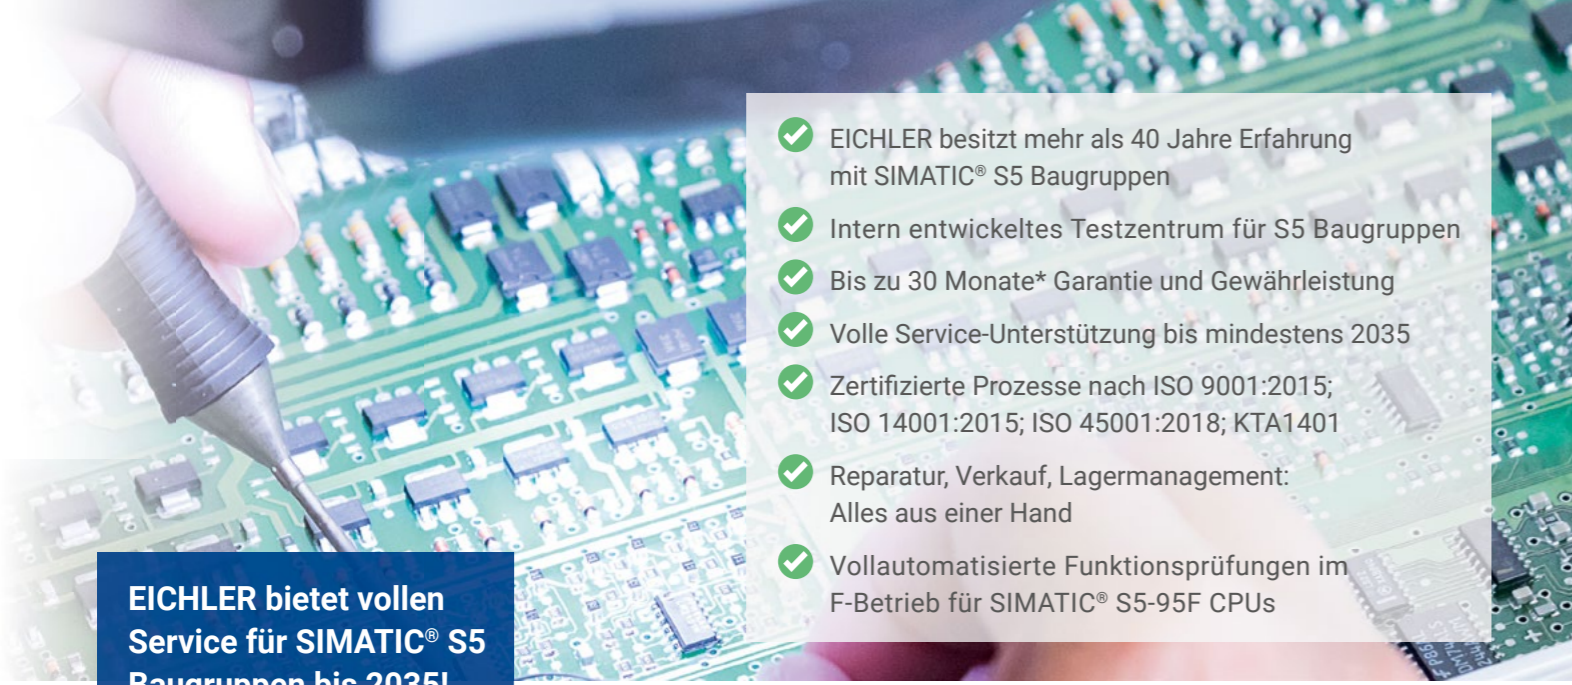 EICHLER besitzt mehr als 40 Jahre Erfahrung
mit SIMATIC® S5 Baugruppen
Intern entwickeltes Testzentrum für S5 Baugruppen
Bis zu 30 Monate* Garantie und Gewährleistung
Volle Service-Unterstützung bis mindestens 2035
Zertifizierte Prozesse nach ISO 9001:2015;
ISO 14001:2015; ISO 45001:2018; KTA1401
Reparatur, Verkauf, Lagermanagement:
Alles aus einer Hand
Vollautomatisierte Funktionsprüfungen im
F-Betrieb für SIMATIC® S5-95F CPUs
EICHLER bietet vollen
Service für SIMATIC® S5
Baugruppen bis 2035!